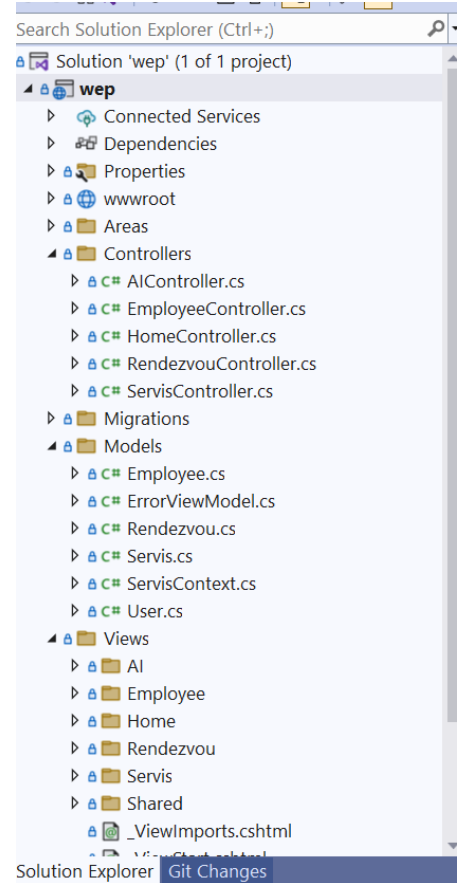 Search Solution Explorer (Ctrl+;)
Solution 'wep' (1 of 1 project)
wep
Connected Services
Dependencies
Properties
wwwroot
Areas
Controllers
C# AIController.cs
C# EmployeeController.cs
C# HomeController.cs
C# RendezvouController.cs
C# ServisController.cs
Migrations
Models
C# Employee.cs
C# ErrorViewModel.cs
C# Rendezvou.cs
C# Servis.cs
C# ServisContext.cs
C# User.cs
Views
AI
Employee
Home
Rendezvou
Servis
Shared
_ViewImports.cshtml
Solution Explorer Git Changes